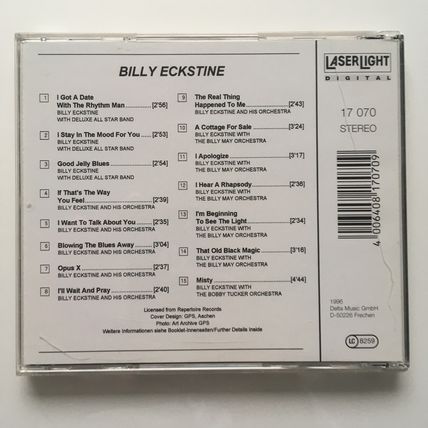 BILLY ECKSTINE
1 I Got A Date
With The Rhythm Man ............ [2'56]
BILLY ECKSTINE
WITH DELUXE ALL STAR BAND
2 I Stay In The Mood For You ..... [2'53]
BILLY ECKSTINE
WITH DELUXE ALL STAR BAND
3 Good Jelly Blues .................. [2'54]
BILLY ECKSTINE
WITH DELUXE ALL STAR BAND
4 If That's The Way
You Feel ............................ [2'39]
BILLY ECKSTINE AND HIS ORCHESTRA
5 I Want To Talk About You ....... [2'35]
BILLY ECKSTINE AND HIS ORCHESTRA
6 Blowing The Blues Away ........ [3'04]
BILLY ECKSTINE AND HIS ORCHESTRA
7 Opus X ............................. [2'37]
BILLY ECKSTINE AND HIS ORCHESTRA
8 I'll Wait And Pray ................. [2'40]
BILLY ECKSTINE AND HIS ORCHESTRA
9 The Real Thing
Happened To Me .................. [2'43]
BILLY ECKSTINE AND HIS ORCHESTRA
10 A Cottage For Sale ............... [3'24]
BILLY ECKSTINE WITH
THE BILLY MAY ORCHESTRA
11 I Apologize ........................ [3'17]
BILLY ECKSTINE WITH
THE BILLY MAY ORCHESTRA
12 I Hear A Rhapsody ............... [2'36]
BILLY ECKSTINE WITH
THE BILLY MAY ORCHESTRA
13 I'm Beginning
To See The Light .................. [2'34]
BILLY ECKSTINE WITH
THE BILLY MAY ORCHESTRA
14 That Old Black Magic ............ [3'16]
BILLY ECKSTINE WITH
THE BILLY MAY ORCHESTRA
15 Misty ................................ [4'44]
BILLY ECKSTINE WITH
THE BOBBY TUCKER ORCHESTRA
Licensed from Repertoire Records
Cover Design: GPS, Aachen
Photo: Art Archive GPS
Weitere Informationen siehe Booklet-Innenseiten/Further Details Inside
LASERLIGHT
DIGITAL
17 070
STEREO
4 006408 170709
1996
Delta Music GmbH
D-50226 Frechen
LC 8259